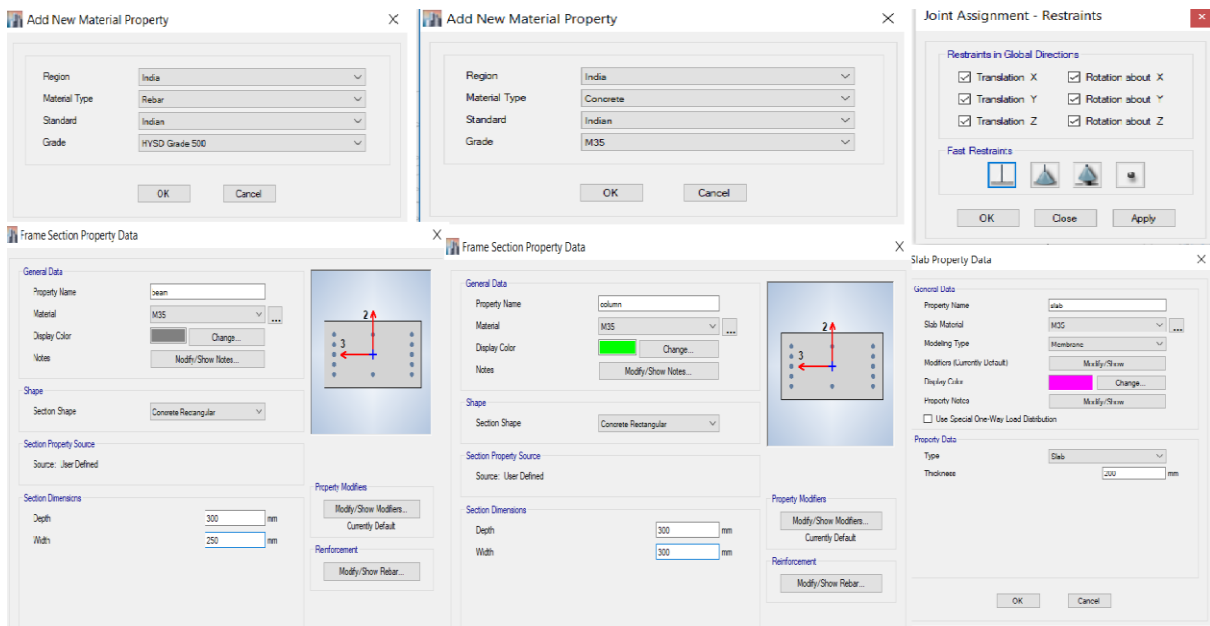 Add New Material Property
X
Region
India
Material Type
Rebar
Standard
Indian
Grade
HYSD Grade 500
OK
Cancel
Add New Material Property
X
Region
India
Material Type
Concrete
Standard
Indian
Grade
M35
OK
Cancel
Joint Assignment - Restraints
x
Restraints in Global Directions
Translation X
Rotation about X
Translation Y
Rotation about Y
Translation Z
Rotation about Z
Fast Restraints
OK
Close
Apply
Frame Section Property Data
X
General Data
Property Name
beam
Material
M35
...
Display Color
Change...
Notes
Modify/Show Notes...
2
3
Shape
Section Shape
Concrete Rectangular
Section Property Source
Source: User Defined
Section Dimensions
Depth
300
mm
Width
250
mm
Property Modifiers
Modify/Show Modifiers...
Currently Default
Reinforcement
Modify/Show Rebar...
Frame Section Property Data
X
General Data
Property Name
column
Material
M35
...
Display Color
Change...
Notes
Modify/Show Notes...
2
3
Shape
Section Shape
Concrete Rectangular
Section Property Source
Source: User Defined
Section Dimensions
Depth
300
mm
Width
300
mm
Property Modifiers
Modify/Show Modifiers...
Currently Default
Reinforcement
Modify/Show Rebar...
Slab Property Data
X
General Data
Property Name
slab
Slab Material
M35
...
Modeling Type
Membrane
Modifiers (Currently Default)
Modify/Show
Display Color
Change...
Property Notes
Modify/Show
Use Special One-Way Load Distribution
Property Data
Type
Slab
Thickness
200
mm
OK
Cancel